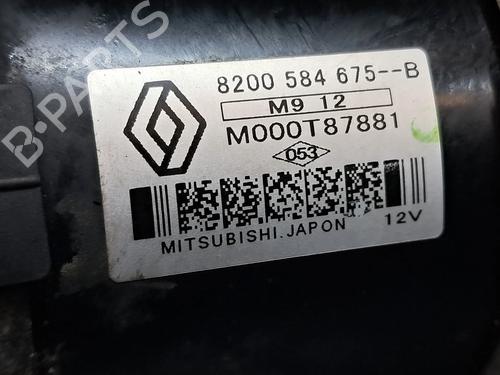 8200 584 675--B
M9 12
M000T87881
053
MITSUBISHI.JAPON 12V
B-PARTS